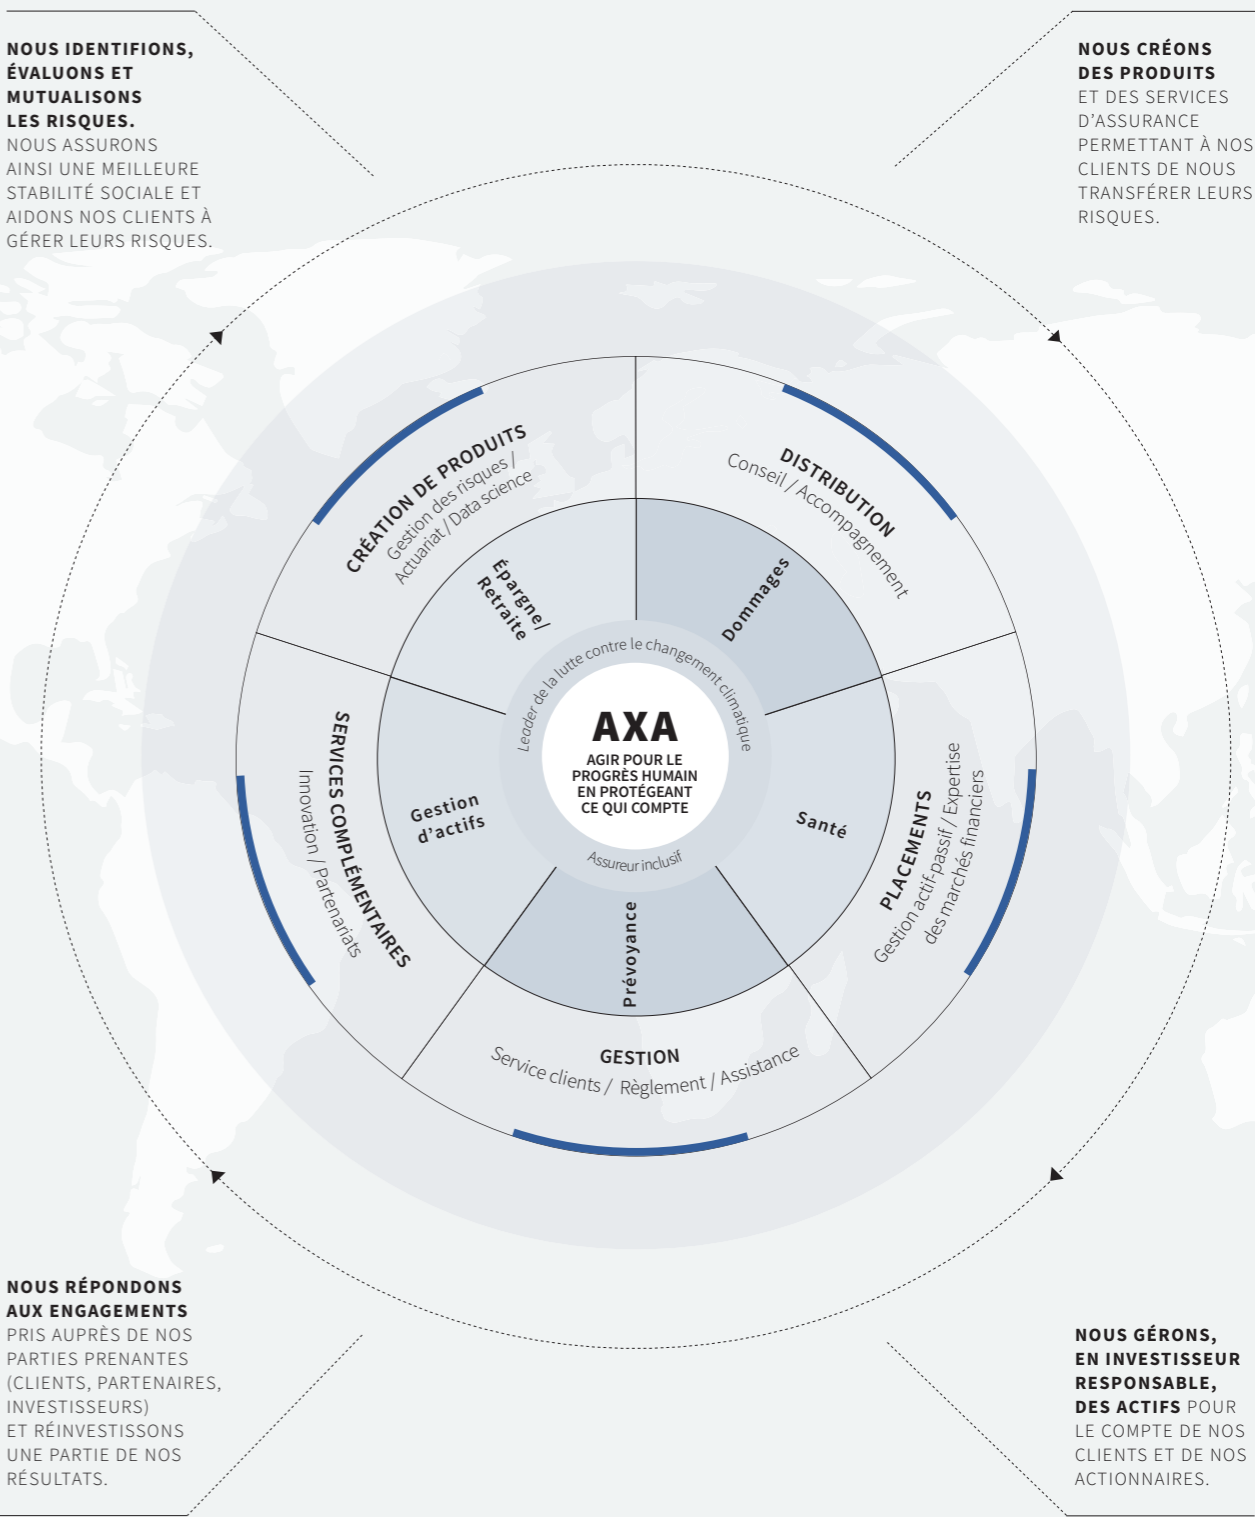 NOUS IDENTIFIONS,
ÉVALUONS ET
MUTUALISONS
LES RISQUES.
NOUS ASSURONS
AINSI UNE MEILLEURE
STABILITÉ SOCIALE ET
AIDONS NOS CLIENTS À
GÉRER LEURS RISQUES.
NOUS CRÉONS
DES PRODUITS
ET DES SERVICES
D’ASSURANCE
PERMETTANT À NOS
CLIENTS DE NOUS
TRANSFÉRER LEURS
RISQUES.
CRÉATION DE PRODUITS
Gestion des risques /
Actuariat / Data science
DISTRIBUTION
Conseil / Accompagnement
Épargne/
Retraite
Dommages
Leader de la lutte contre le changement climatique
AXA
AGIR POUR LE
PROGRÈS HUMAIN
EN PROTÉGEANT
CE QUI COMPTE
Assureur inclusif
SERVICES COMPLÉMENTAIRES
Innovation / Partenariats
Gestion
d’actifs
Santé
PLACEMENTS
Gestion actif-passif / Expertise
des marchés financiers
Prévoyance
GESTION
Service clients / Règlement / Assistance
NOUS RÉPONDONS
AUX ENGAGEMENTS
PRIS AUPRÈS DE NOS
PARTIES PRENANTES
(CLIENTS, PARTENAIRES,
INVESTISSEURS)
ET RÉINVESTISSONS
UNE PARTIE DE NOS
RÉSULTATS.
NOUS GÉRONS,
EN INVESTISSEUR
RESPONSABLE,
DES ACTIFS POUR
LE COMPTE DE NOS
CLIENTS ET DE NOS
ACTIONNAIRES.